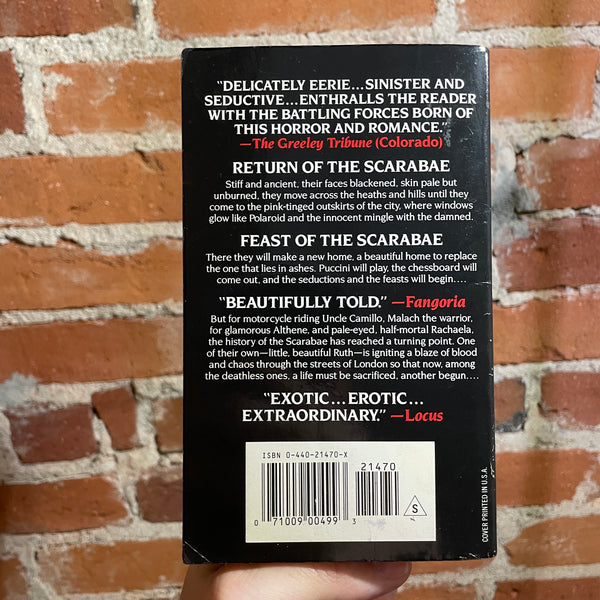 “DELICATELY EERIE...SINISTER AND
SEDUCTIVE...ENTHRALLS THE READER
WITH THE BATTLING FORCES BORN OF
THIS HORROR AND ROMANCE.”
—The Greeley Tribune (Colorado)
RETURN OF THE SCARABAE
Stiff and ancient, their faces blackened, skin pale but
unburned, they move across the heaths and hills until they
come to the pink-tinged outskirts of the city, where windows
glow like Polaroid and the innocent mingle with the damned.
FEAST OF THE SCARABAE
There they will make a new home, a beautiful home to replace
the one that lies in ashes. Puccini will play, the chessboard will
come out, and the seductions and the feasts will begin....
“BEAUTIFULLY TOLD.” —Fangoria
But for motorcycle riding Uncle Camillo, Malach the warrior,
for glamorous Althene, and pale-eyed, half-mortal Rachaela,
the history of the Scarabae has reached a turning point. One
of their own—little, beautiful Ruth—is igniting a blaze of blood
and chaos through the streets of London so that now, among
the deathless ones, a life must be sacrificed, another begun....
“EXOTIC...EROTIC...
EXTRAORDINARY.” —Locus
ISBN 0-440-21470-X
21470
0 71009 00499 3
S
COVER PRINTED IN U.S.A.